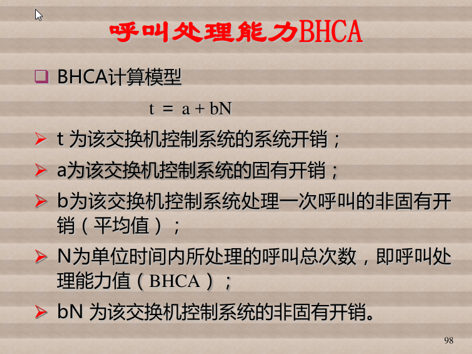 呼叫处理能力BHCA
BHCA计算模型
t = a + bN
t 为该交换机控制系统的系统开销；
a为该交换机控制系统的固有开销；
b为该交换机控制系统处理一次呼叫的非固有开
销（平均值）；
N为单位时间内所处理的呼叫总次数，即呼叫处
理能力值（BHCA）；
bN 为该交换机控制系统的非固有开销。
98